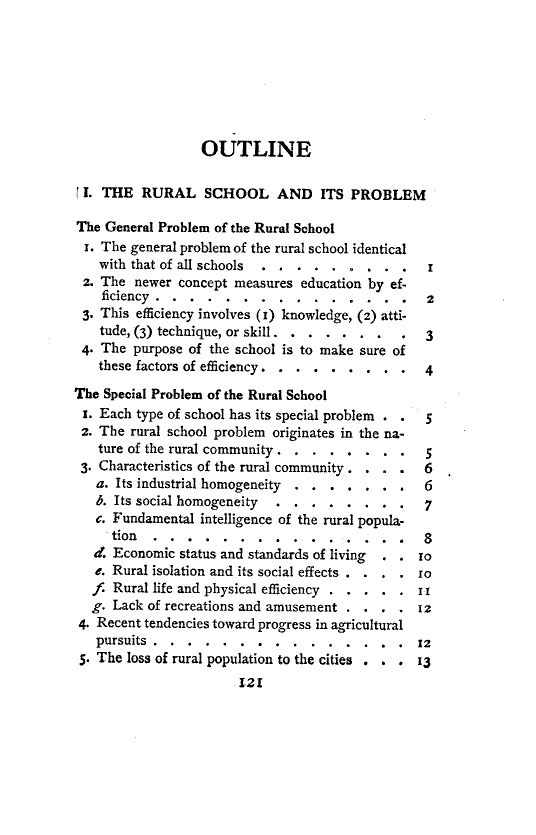 OUTLINE
I. THE RURAL SCHOOL AND ITS PROBLEM
The General Problem of the Rural School
1. The general problem of the rural school identical
with that of all schools . . . . . . . . . 1
2. The newer concept measures education by ef-
ficiency . . . . . . . . . . . . . . . 2
3. This efficiency involves (1) knowledge, (2) atti-
tude, (3) technique, or skill . . . . . . . . 3
4. The purpose of the school is to make sure of
these factors of efficiency . . . . . . . . . 4
The Special Problem of the Rural School
1. Each type of school has its special problem . . 5
2. The rural school problem originates in the na-
ture of the rural community . . . . . . . . 5
3. Characteristics of the rural community . . . . 6
a. Its industrial homogeneity . . . . . . . 6
b. Its social homogeneity . . . . . . . . 7
c. Fundamental intelligence of the rural popula-
tion . . . . . . . . . . . . . . . 8
d. Economic status and standards of living . . 10
e. Rural isolation and its social effects . . . . 10
f. Rural life and physical efficiency . . . . . 11
g. Lack of recreations and amusement . . . . 12
4. Recent tendencies toward progress in agricultural
pursuits . . . . . . . . . . . . . . . 12
5. The loss of rural population to the cities . . . 13
121